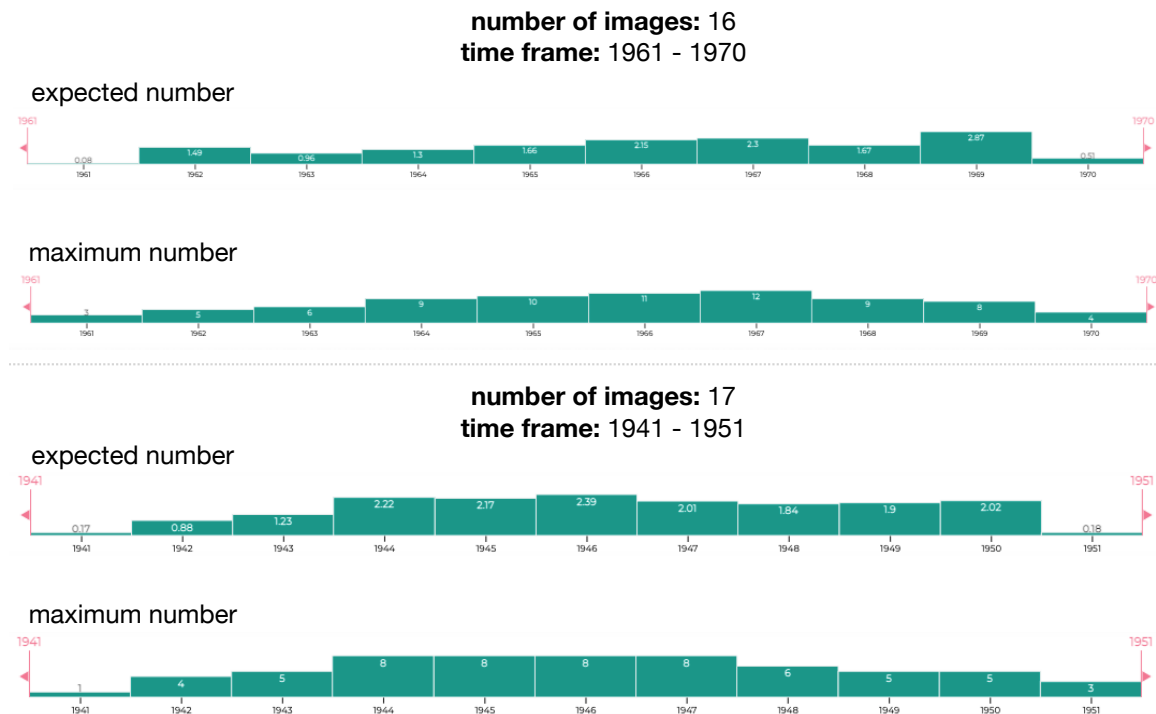 number of images: 16
time frame: 1961 - 1970
expected number
1961 1970
0.08 1.49 0.96 1.3 1.66 2.15 2.3 1.67 2.87 0.51
1961 1962 1963 1964 1965 1966 1967 1968 1969 1970
maximum number
1961 1970
3 5 6 9 10 11 12 9 8 4
1961 1962 1963 1964 1965 1966 1967 1968 1969 1970
number of images: 17
time frame: 1941 - 1951
expected number
1941 1951
0.17 0.88 1.23 2.22 2.17 2.39 2.01 1.84 1.9 2.02 0.18
1941 1942 1943 1944 1945 1946 1947 1948 1949 1950 1951
maximum number
1941 1951
1 4 5 8 8 8 8 6 5 5 3
1941 1942 1943 1944 1945 1946 1947 1948 1949 1950 1951